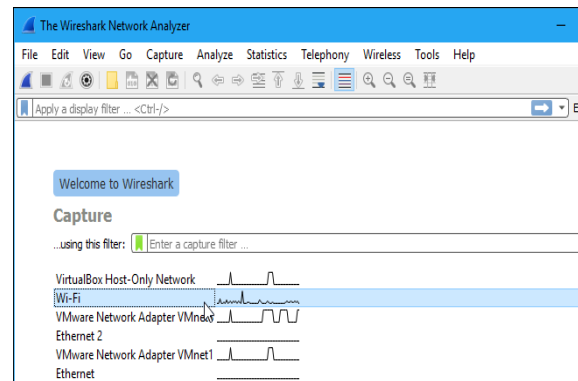 The Wireshark Network Analyzer
File Edit View Go Capture Analyze Statistics Telephony Wireless Tools Help
Apply a display filter ... <Ctrl-/>
Welcome to Wireshark
Capture
...using this filter: Enter a capture filter ...
VirtualBox Host-Only Network
Wi-Fi
VMware Network Adapter
Ethernet 2
VMware Network Adapter VMnet1
Ethernet